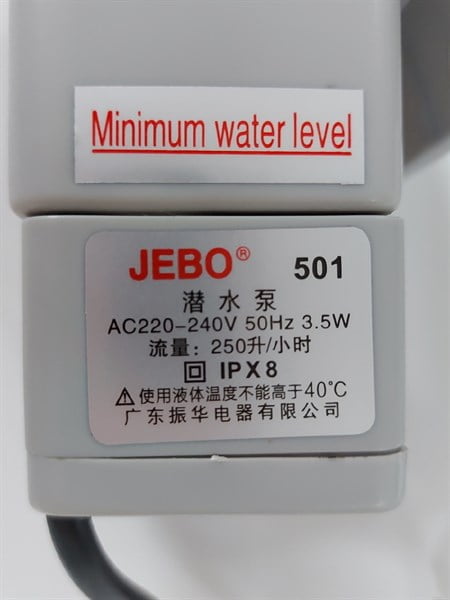 Minimum water level
JEBO® 501
潜水泵
AC220-240V 50Hz 3.5W
流量: 250升/小时
IPX8
⚠使用液体温度不能高于40℃
广东振华电器有限公司